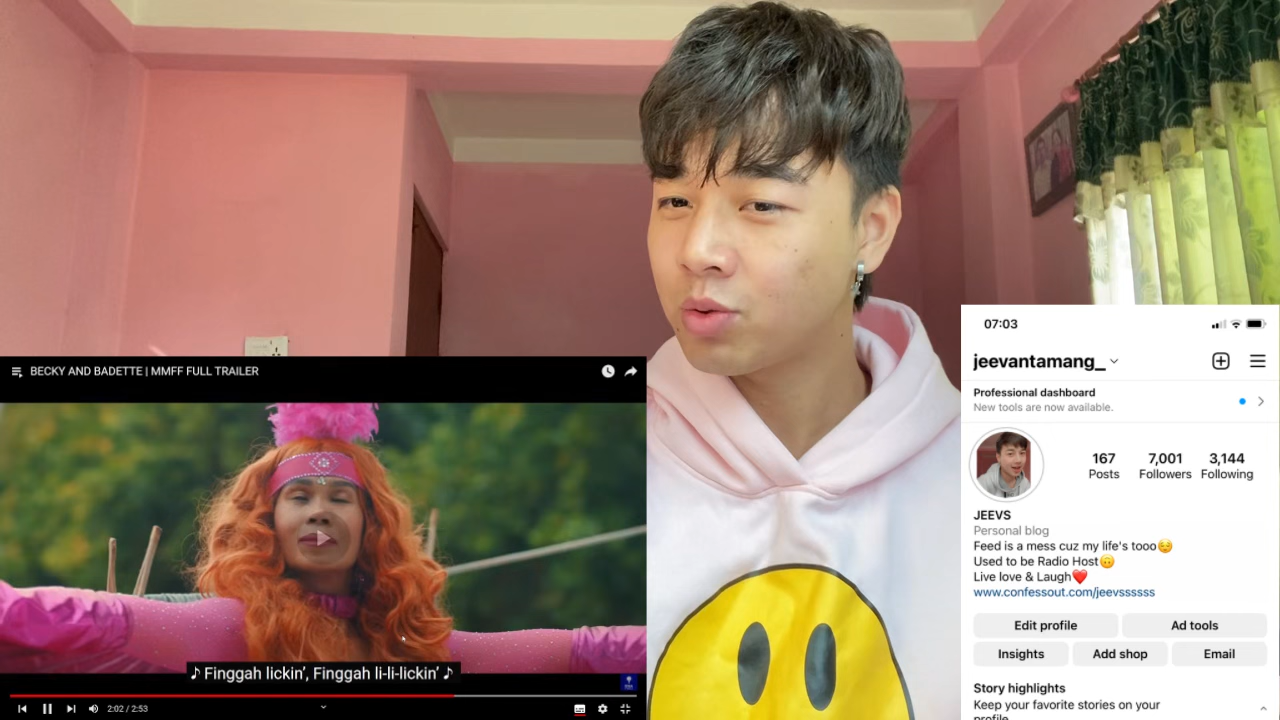 BECKY AND BADETTE | MMFF FULL TRAILER
♪ Finggah lickin’, Finggah li-li-lickin’ ♪
2:02 / 2:53
07:03
jeevantamang_
Professional dashboard
New tools are now available.
167 7,001 3,144
Posts Followers Following
JEEVS
Personal blog
Feed is a mess cuz my life's tooo😌
Used to be Radio Host🙃
Live love & Laugh❤️
www.confessout.com/jeevssssss
Edit profile Ad tools
Insights Add shop Email
Story highlights
Keep your favorite stories on your
profile